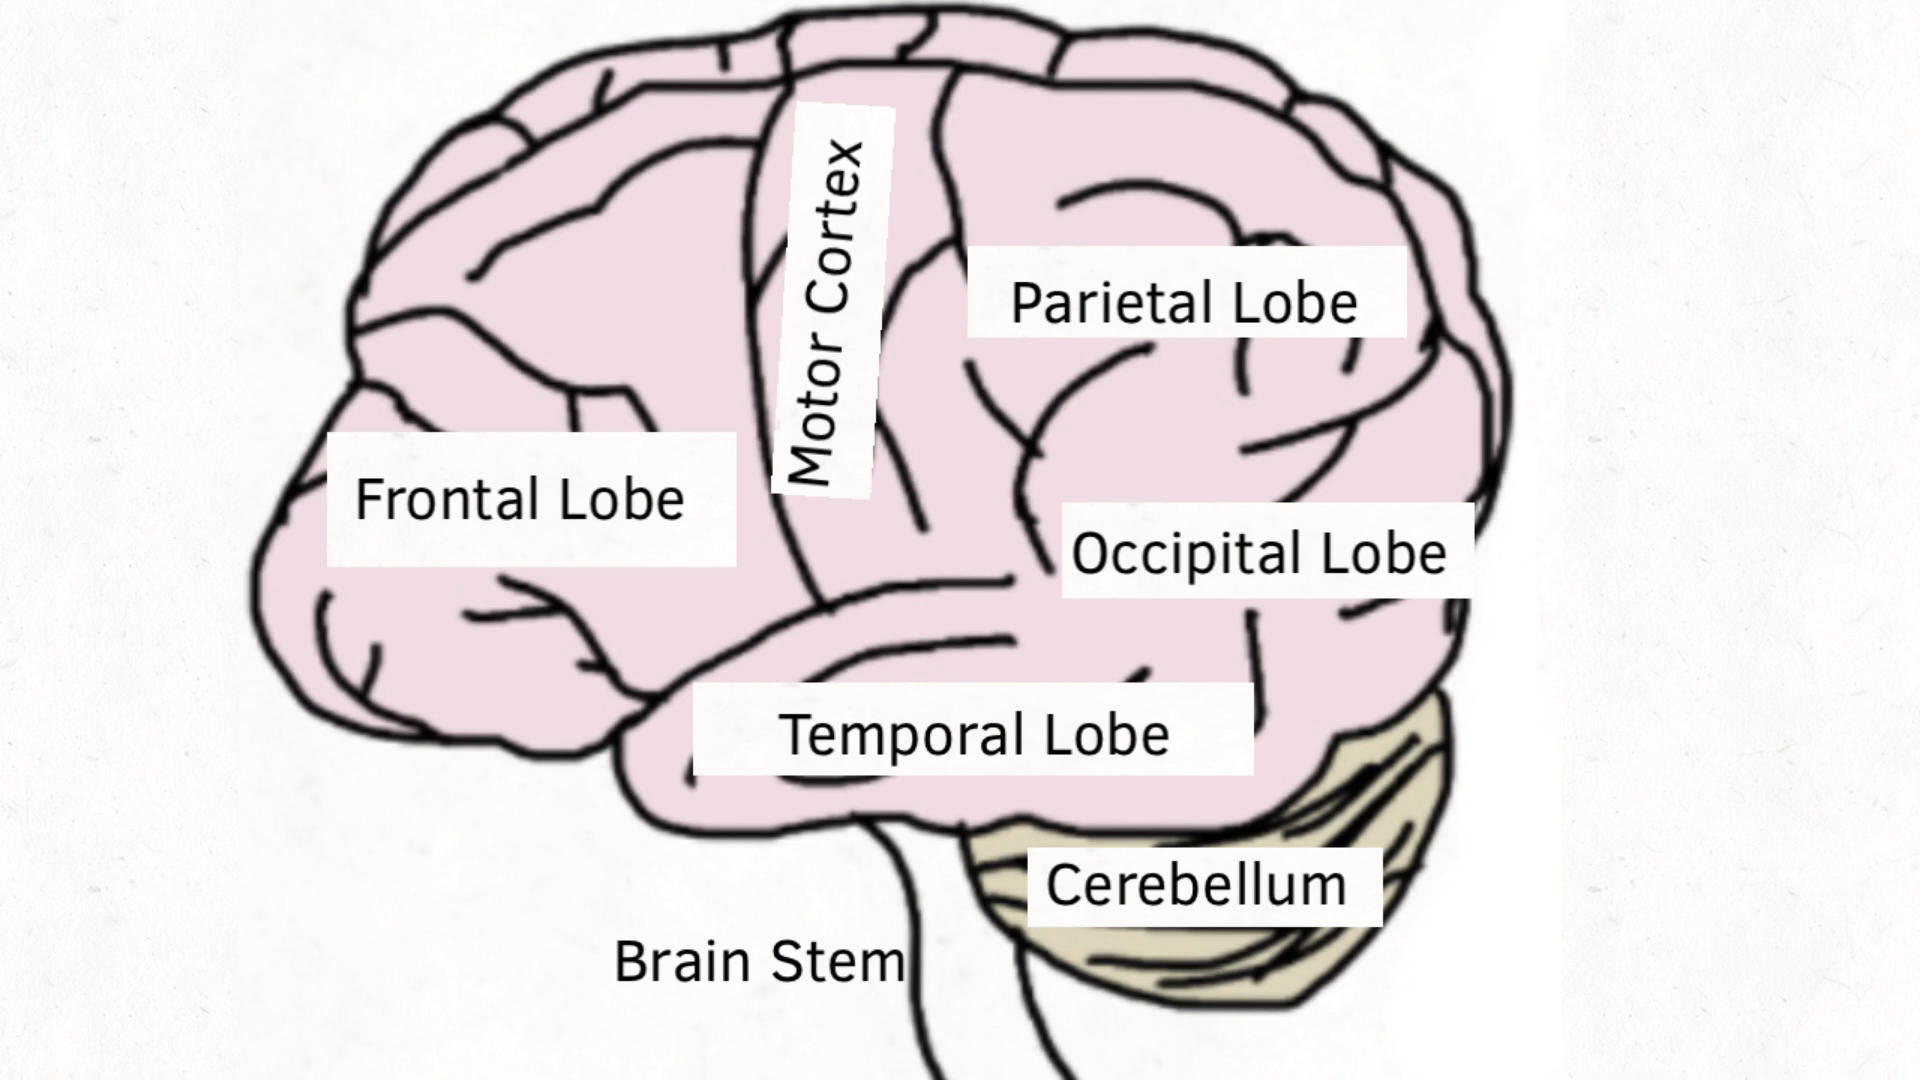 Motor Cortex
Parietal Lobe
Frontal Lobe
Occipital Lobe
Temporal Lobe
Cerebellum
Brain Stem